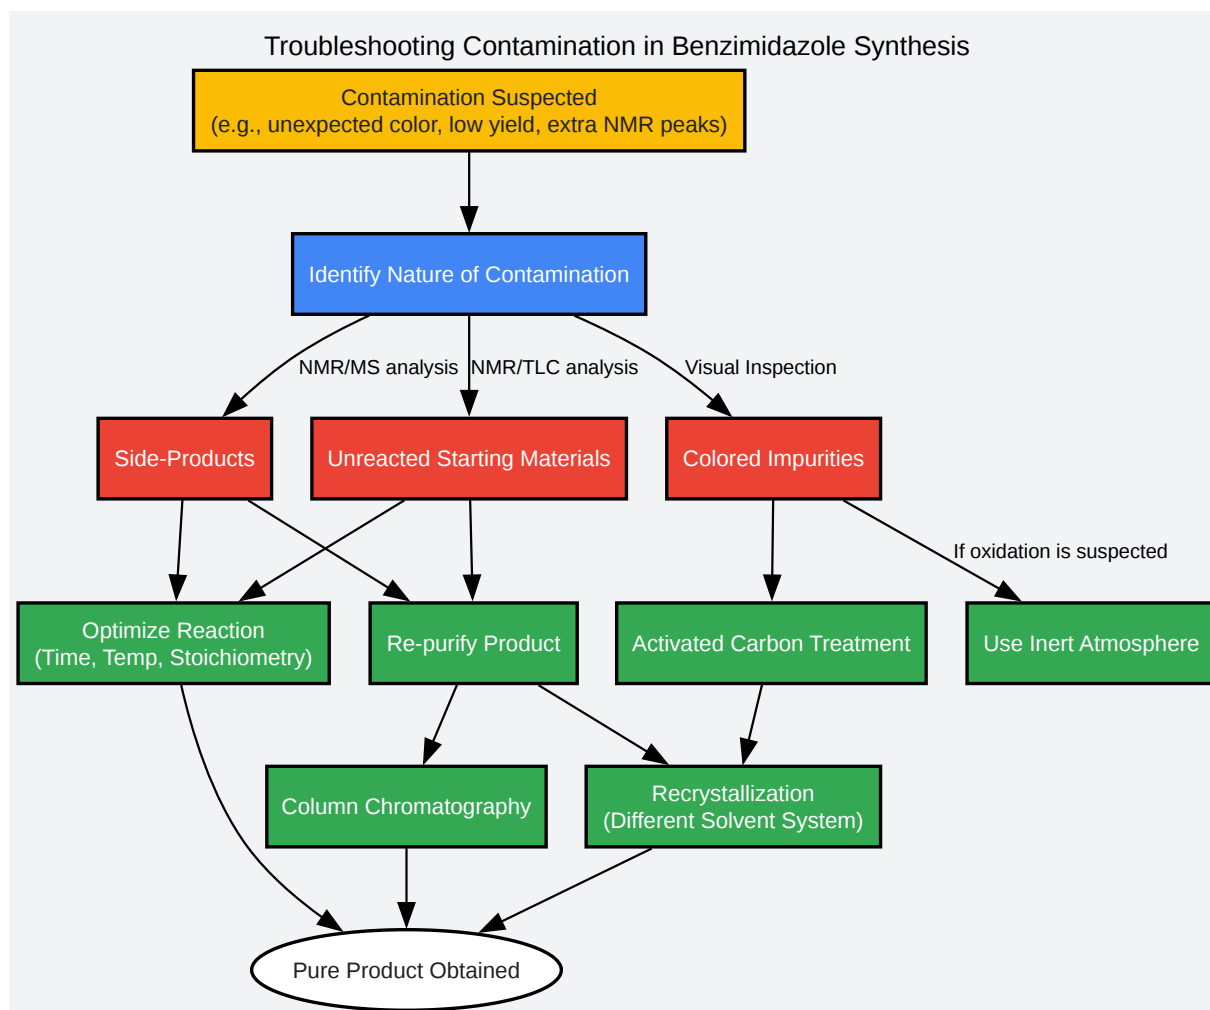 Troubleshooting Contamination in Benzimidazole Synthesis
Contamination Suspected
(e.g., unexpected color, low yield, extra NMR peaks)
Identify Nature of Contamination
NMR/MS analysis
NMR/TLC analysis
Visual Inspection
Side-Products
Unreacted Starting Materials
Colored Impurities
If oxidation is suspected
Optimize Reaction
(Time, Temp, Stoichiometry)
Re-purify Product
Activated Carbon Treatment
Use Inert Atmosphere
Column Chromatography
Recrystallization
(Different Solvent System)
Pure Product Obtained